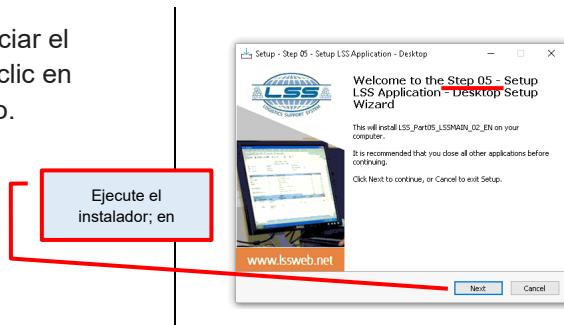 ciar el
clic en
o.
Ejecute el
instalador; en
Setup - Step 05 - Setup LSS Application - Desktop
LSS
LOGISTICS SUPPORT SYSTEM
Welcome to the Step 05 - Setup
LSS Application - Desktop Setup
Wizard
This will install LSS_Part05_LSSMAIN_02_EN on your
computer.
It is recommended that you close all other applications before
continuing.
Click Next to continue, or Cancel to exit Setup.
www.lssweb.net
Next Cancel